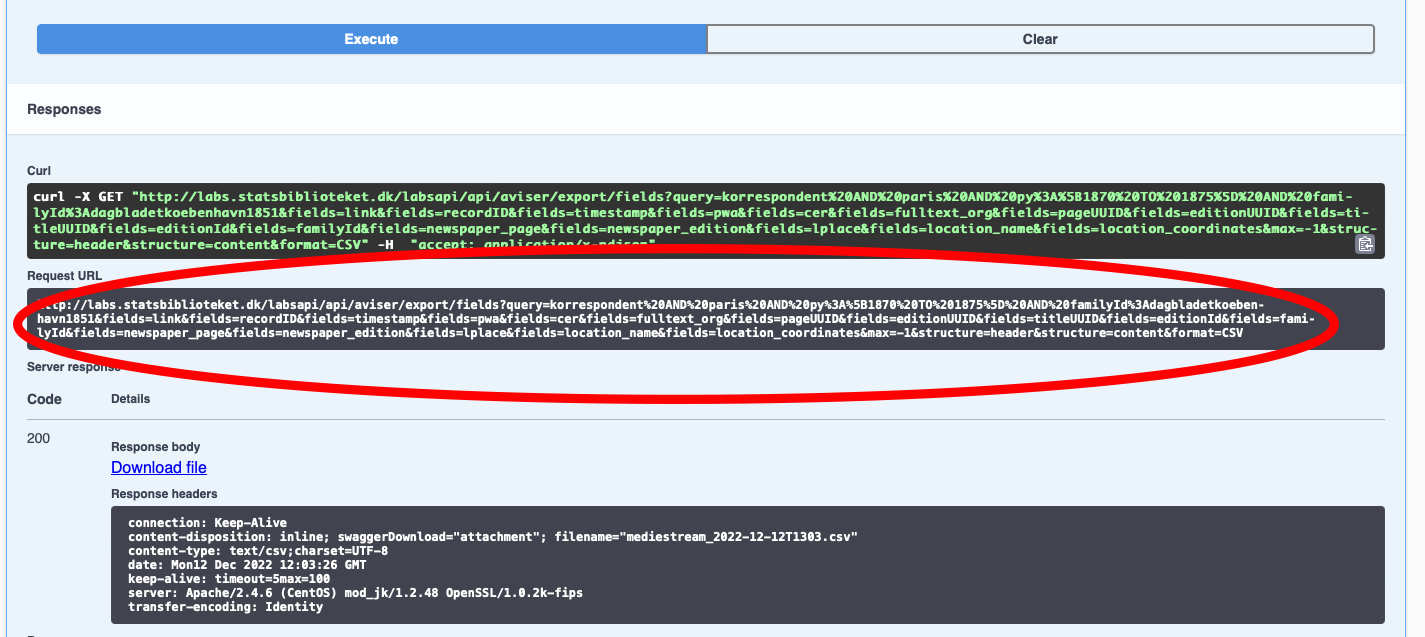 Execute
Clear
Responses
Curl
curl -X GET "http://labs.statsbiblioteket.dk/labsapi/api/aviser/export/fields?query=korrespondent%20AND%20paris%20AND%20py%3A%5B1870%20TO%201875%5D%20AND%20fami-
lyId%3Adagbladetkoebenhavn1851&fields=link&fields=recordID&fields=timestamp&fields=pwa&fields=cer&fields=fulltext_org&fields=pageUUID&fields=editionUUID&fields=ti-
tleUUID&fields=editionId&fields=familyId&fields=newspaper_page&fields=newspaper_edition&fields=lplace&fields=location_name&fields=location_coordinates&max=-1&struc-
ture=header&structure=content&format=CSV" -H  "accept: application/x-ndjson"
Request URL
http://labs.statsbiblioteket.dk/labsapi/api/aviser/export/fields?query=korrespondent%20AND%20paris%20AND%20py%3A%5B1870%20TO%201875%5D%20AND%20familyId%3Adagbladetkoeben-
havn1851&fields=link&fields=recordID&fields=timestamp&fields=pwa&fields=cer&fields=fulltext_org&fields=pageUUID&fields=editionUUID&fields=titleUUID&fields=editionId&fields=fami-
lyId&fields=newspaper_page&fields=newspaper_edition&fields=lplace&fields=location_name&fields=location_coordinates&max=-1&structure=header&structure=content&format=CSV
Server response
Code
Details
200
Response body
Download file
Response headers
connection: Keep-Alive
content-disposition: inline; swaggerDownload="attachment"; filename="mediestream_2022-12-12T1303.csv"
content-type: text/csv;charset=UTF-8
date: Mon12 Dec 2022 12:03:26 GMT
keep-alive: timeout=5max=100
server: Apache/2.4.6 (CentOS) mod_jk/1.2.48 OpenSSL/1.0.2k-fips
transfer-encoding: Identity